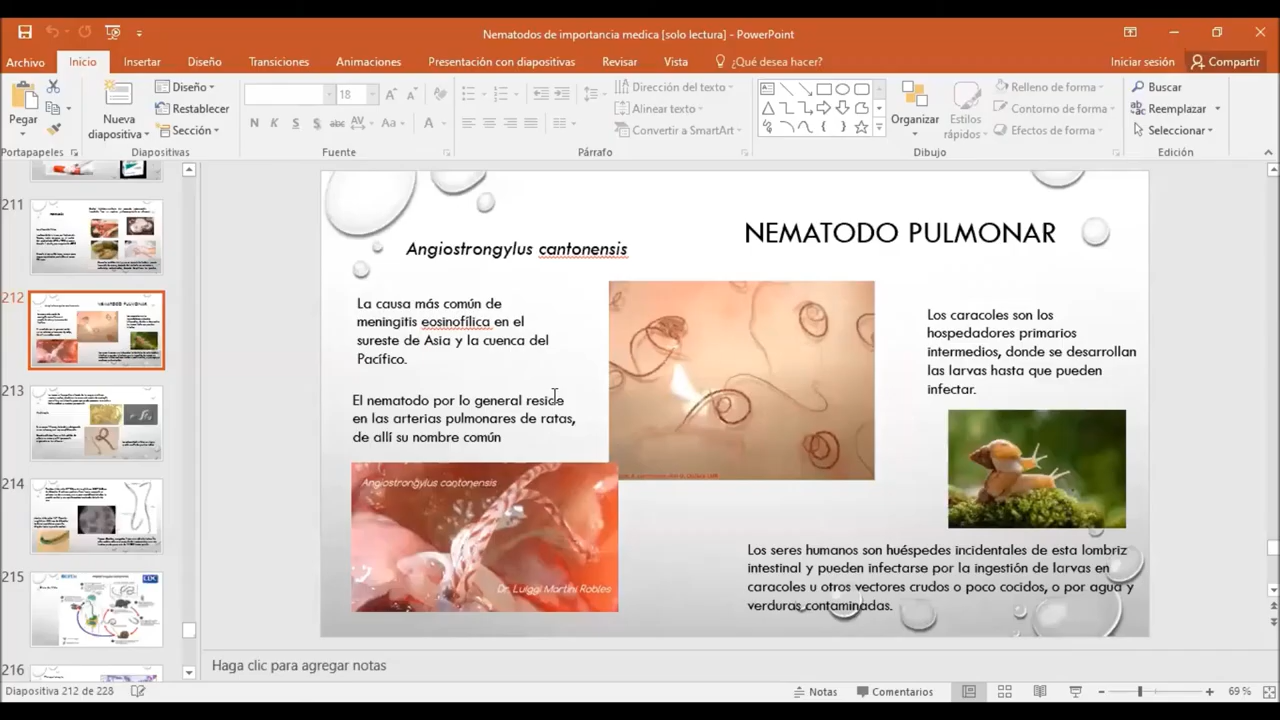 Nematodos de importancia medica [solo lectura] - PowerPoint
Archivo
Inicio
Insertar
Diseño
Transiciones
Animaciones
Presentación con diapositivas
Revisar
Vista
¿Qué desea hacer?
Iniciar sesión
Compartir
Pegar
Portapapeles
Nueva diapositiva
Diseño
Restablecer
Sección
Diapositivas
18
N K S S abc AV Aa A
Fuente
Dirección del texto
Alinear texto
Convertir a SmartArt
Párrafo
Organizar
Estilos rápidos
Relleno de forma
Contorno de forma
Efectos de forma
Dibujo
Buscar
Reemplazar
Seleccionar
Edición
211
212
213
214
215
216
Angiostrongylus cantonensis
NEMATODO PULMONAR
La causa más común de
meningitis eosinofílica en el
sureste de Asia y la cuenca del
Pacífico.
El nematodo por lo general reside
en las arterias pulmonares de ratas,
de allí su nombre común
Los caracoles son los
hospedadores primarios
intermedios, donde se desarrollan
las larvas hasta que pueden
infectar.
Angiostrongylus cantonensis
Dr. Luiggi Martini Robles
Los seres humanos son huéspedes incidentales de esta lombriz
intestinal y pueden infectarse por la ingestión de larvas en
caracoles u otros vectores crudos o poco cocidos, o por agua y
verduras contaminadas.
Haga clic para agregar notas
Diapositiva 212 de 228
Notas
Comentarios
69 %